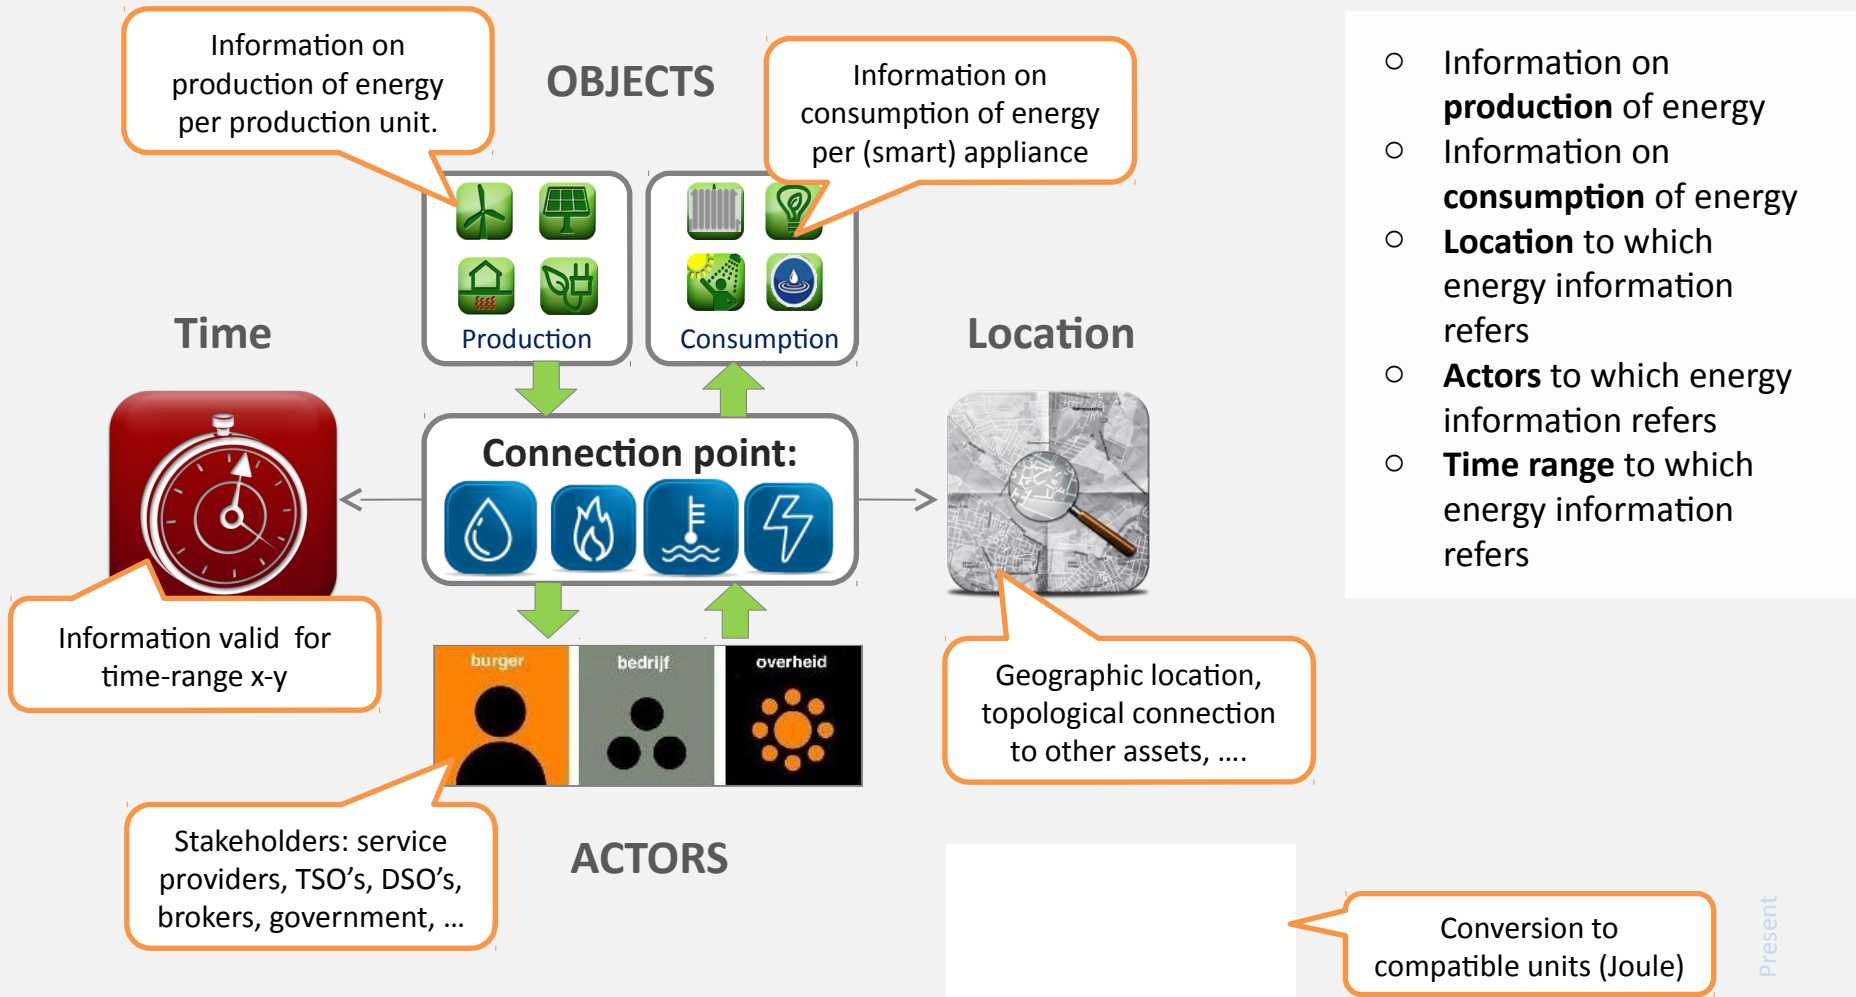 Information on
production of energy
per production unit.
OBJECTS
Information on
consumption of energy
per (smart) appliance
Production
Consumption
Time
Location
Connection point:
Information valid  for
time-range x-y
burger
bedrijf
overheid
Geographic location,
topological connection
to other assets, ....
Stakeholders: service
providers, TSO’s, DSO’s,
brokers, government, ...
ACTORS
○ Information on
production of energy
○ Information on
consumption of energy
○ Location to which
energy information
refers
○ Actors to which energy
information refers
○ Time range to which
energy information
refers
Conversion to
compatible units (Joule)
Present